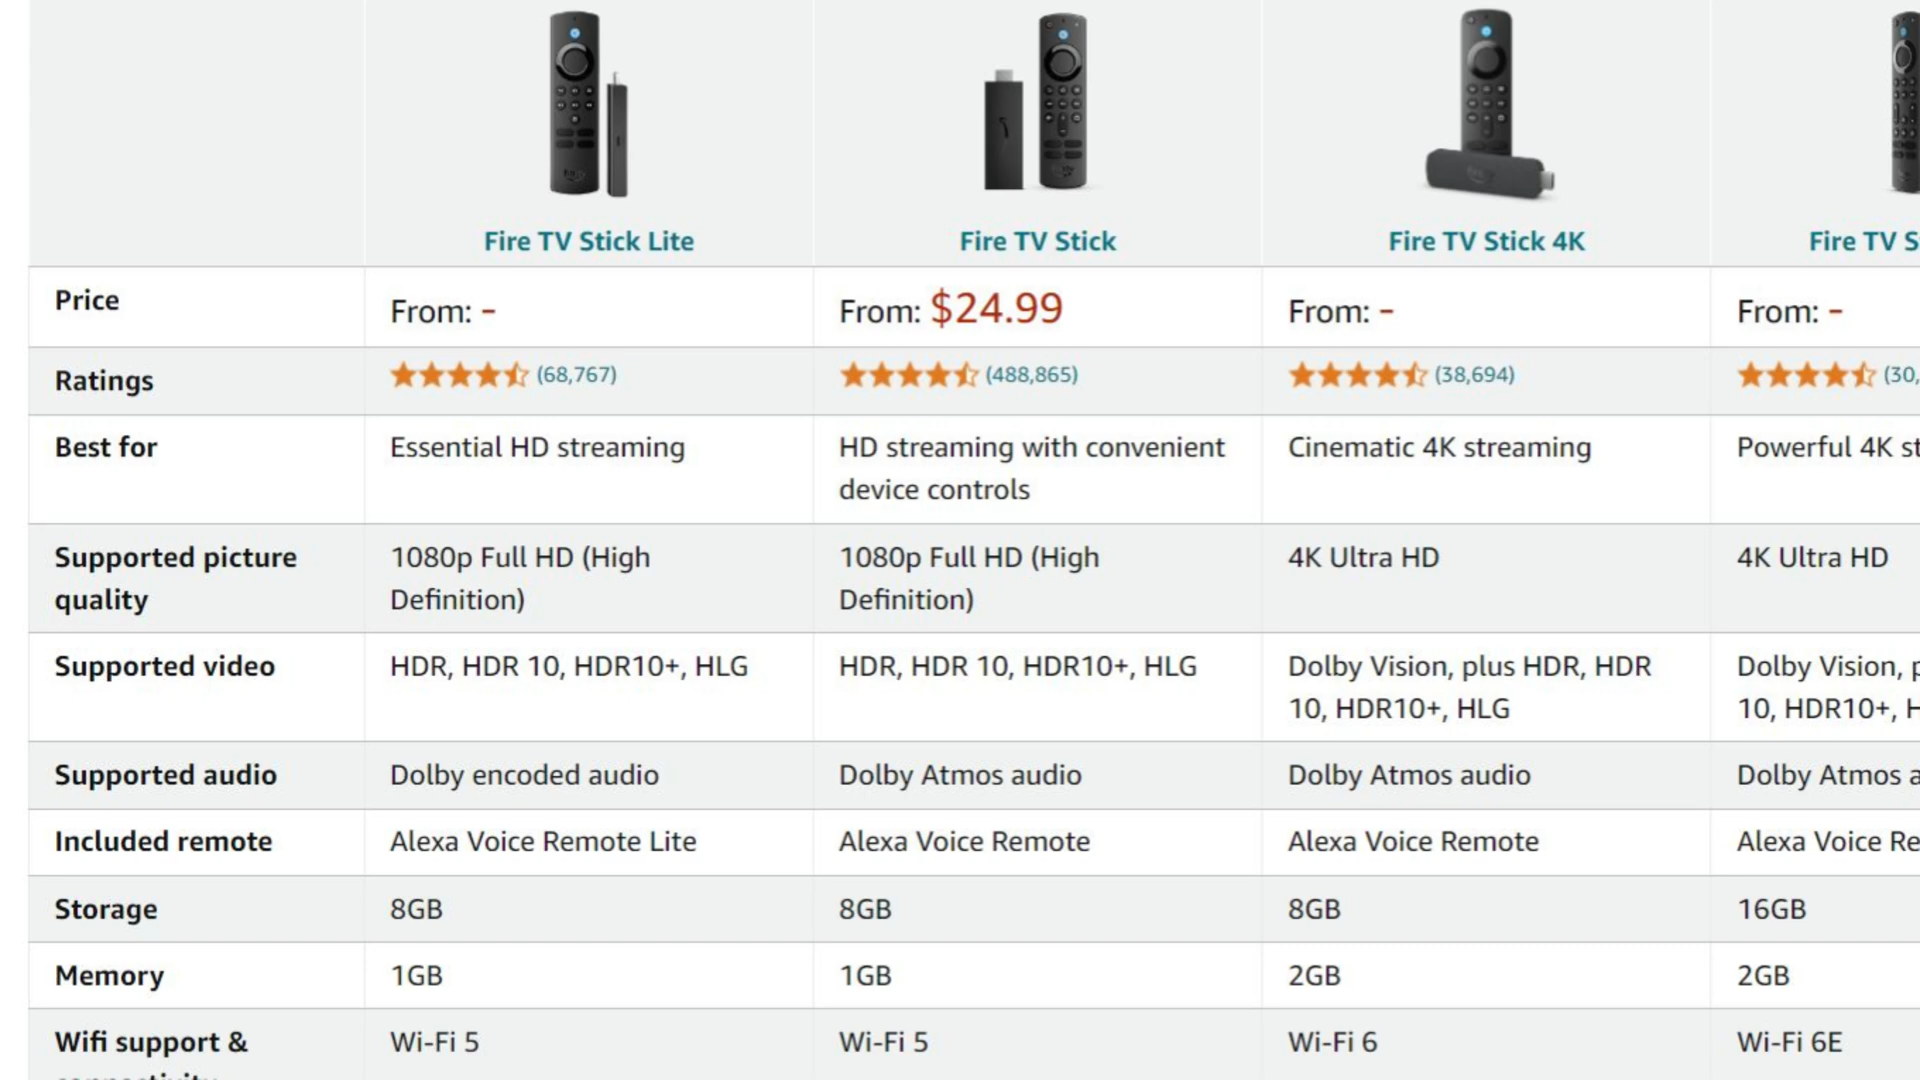 Fire TV Stick Lite
Fire TV Stick
Fire TV Stick 4K
Fire TV S
Price
From: -
From: $24.99
From: -
From: -
Ratings
(68,767)
(488,865)
(38,694)
(30,
Best for
Essential HD streaming
HD streaming with convenient
device controls
Cinematic 4K streaming
Powerful 4K st
Supported picture
quality
1080p Full HD (High
Definition)
1080p Full HD (High
Definition)
4K Ultra HD
4K Ultra HD
Supported video
HDR, HDR 10, HDR10+, HLG
HDR, HDR 10, HDR10+, HLG
Dolby Vision, plus HDR, HDR
10, HDR10+, HLG
Dolby Vision, p
10, HDR10+, H
Supported audio
Dolby encoded audio
Dolby Atmos audio
Dolby Atmos audio
Dolby Atmos a
Included remote
Alexa Voice Remote Lite
Alexa Voice Remote
Alexa Voice Remote
Alexa Voice Re
Storage
8GB
8GB
8GB
16GB
Memory
1GB
1GB
2GB
2GB
Wifi support &
Wi-Fi 5
Wi-Fi 5
Wi-Fi 6
Wi-Fi 6E